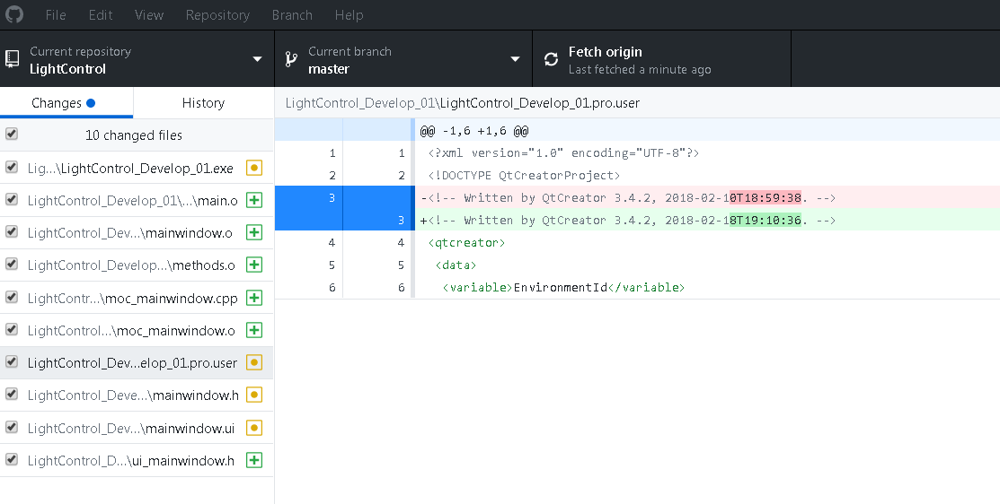 File Edit View Repository Branch Help
Current repository
LightControl
Current branch
master
Fetch origin
Last fetched a minute ago
Changes
History
10 changed files
Lig...\LightControl_Develop_01.exe
LightControl_Develop_01\...\main.o
LightControl_Dev...\mainwindow.o
LightControl_Develop...\methods.o
LightContr...\moc_mainwindow.cpp
LightControl...\moc_mainwindow.o
LightControl_Dev...elop_01.pro.user
LightControl_Deve...\mainwindow.h
LightControl_Dev...\mainwindow.ui
LightControl_D...\ui_mainwindow.h
LightControl_Develop_01\LightControl_Develop_01.pro.user
@@ -1,6 +1,6 @@
1 1 <?xml version="1.0" encoding="UTF-8"?>
2 2 <!DOCTYPE QtCreatorProject>
3 -<!-- Written by QtCreator 3.4.2, 2018-02-10T18:59:38. -->
3 +<!-- Written by QtCreator 3.4.2, 2018-02-18T19:10:36. -->
4 4 <qtcreator>
5 5 <data>
6 6 <variable>EnvironmentId</variable>